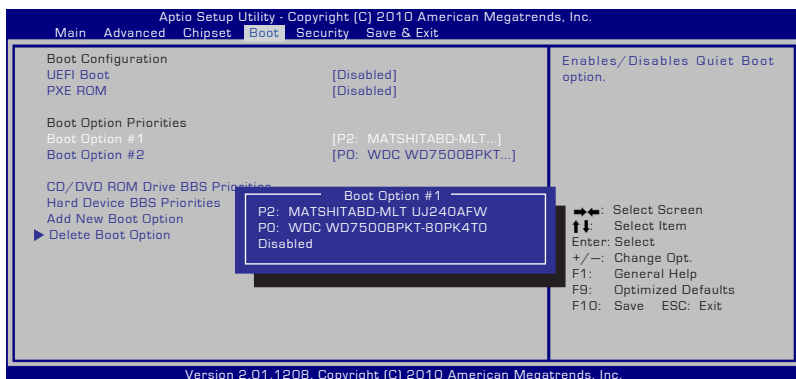 Aptio Setup Utility - Copyright (C) 2010 American Megatrends, Inc.
Main Advanced Chipset Boot Security Save & Exit
Boot Configuration
UEFI Boot [Disabled]
PXE ROM [Disabled]
Boot Option Priorities
Boot Option #1 [P2: MATSHITABD-MLT...]
Boot Option #2 [P0: WDC WD7500BPKT...]
CD/DVD ROM Drive BBS Priorities
Hard Device BBS Priorities
Add New Boot Option
Delete Boot Option
Boot Option #1
P2: MATSHITABD-MLT UJ240AFW
P0: WDC WD7500BPKT-80PK4T0
Disabled
Enables/Disables Quiet Boot
option.
→←: Select Screen
↑↓: Select Item
Enter: Select
+/—: Change Opt.
F1: General Help
F9: Optimized Defaults
F10: Save ESC: Exit
Version 2.01.1208. Copyright (C) 2010 American Megatrends, Inc.